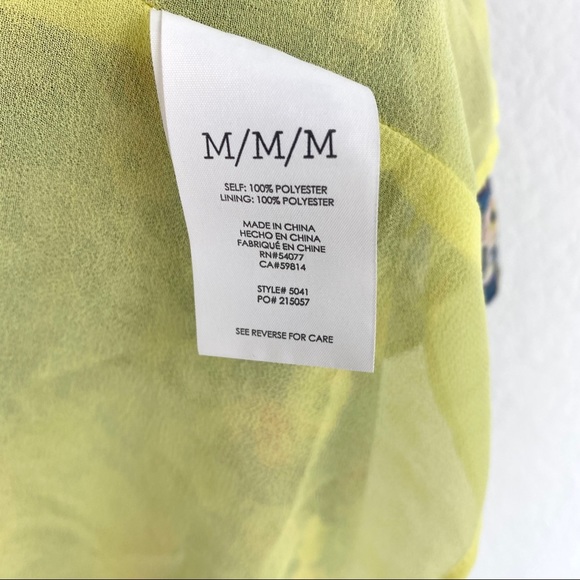 M/M/M
SELF: 100% POLYESTER
LINING: 100% POLYESTER
MADE IN CHINA
HECHO EN CHINA
FABRIQUÉ EN CHINE
RN#54077
CA#59814
STYLE# 5041
PO# 215057
SEE REVERSE FOR CARE